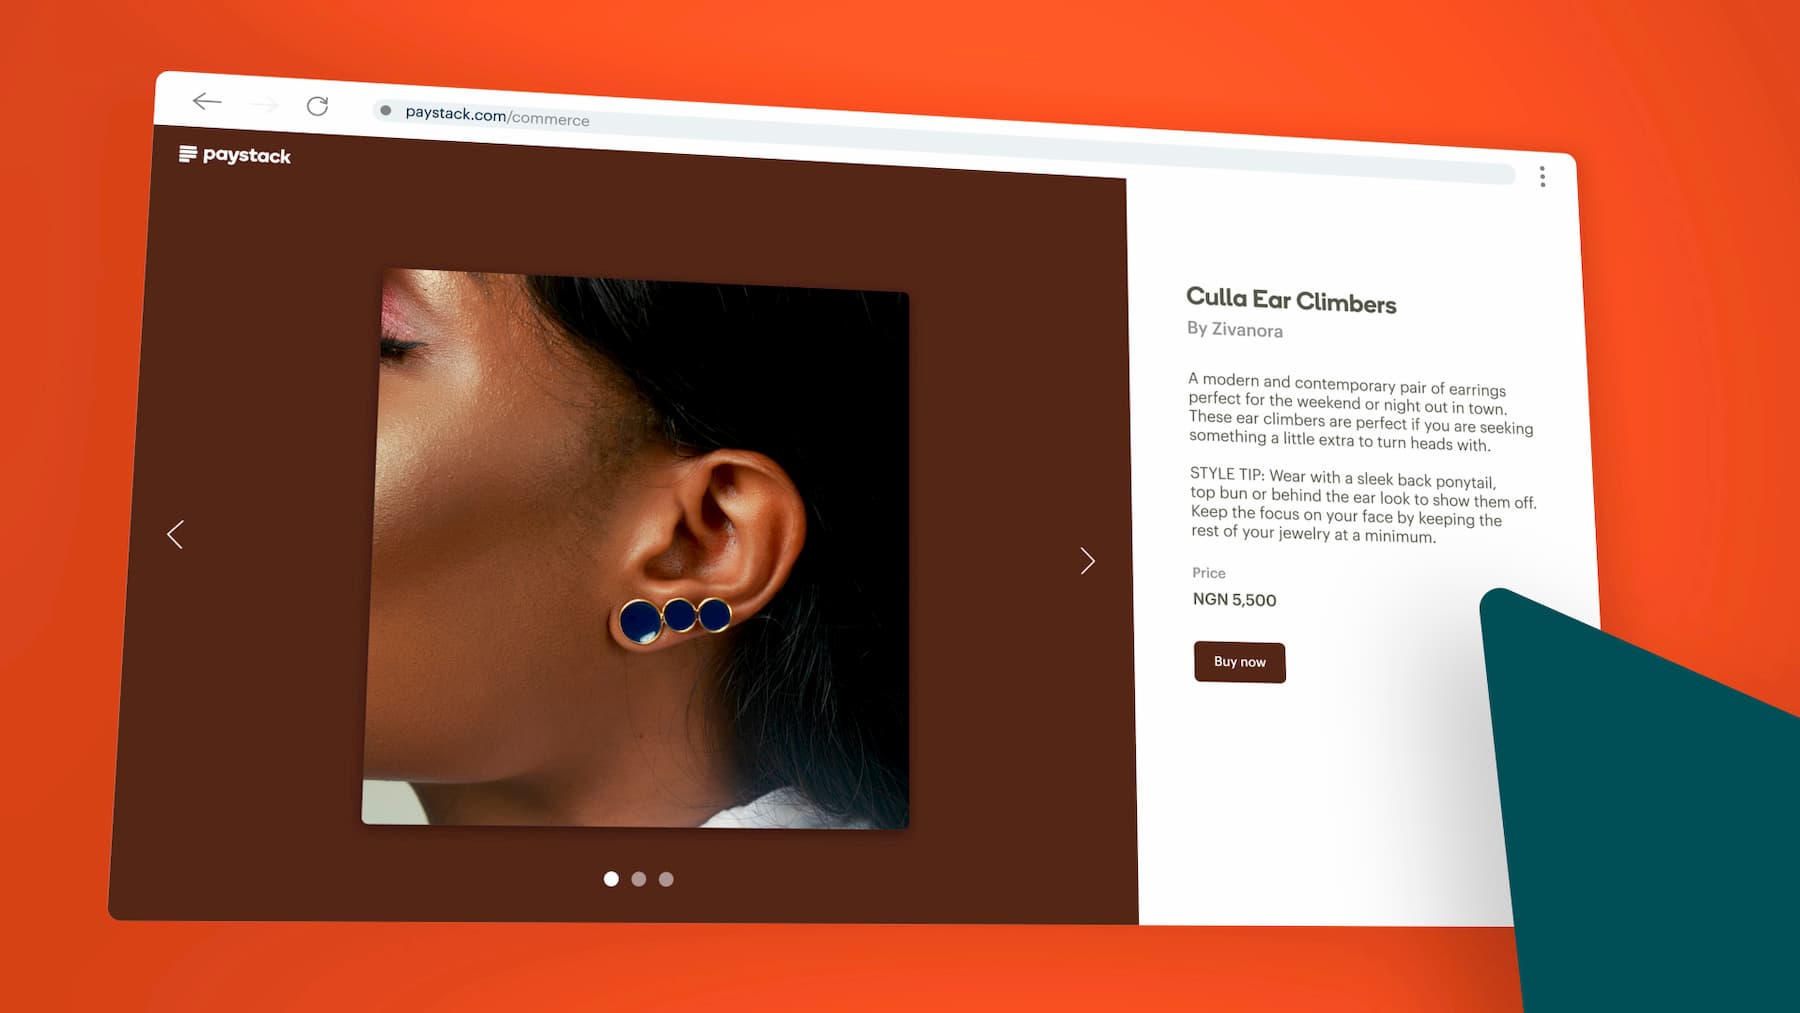 paystack.com/commerce
paystack
Culla Ear Climbers
By Zivanora
A modern and contemporary pair of earrings
perfect for the weekend or night out in town.
These ear climbers are perfect if you are seeking
something a little extra to turn heads with.
STYLE TIP: Wear with a sleek back ponytail,
top bun or behind the ear look to show them off.
Keep the focus on your face by keeping the
rest of your jewelry at a minimum.
Price
NGN 5,500
Buy now